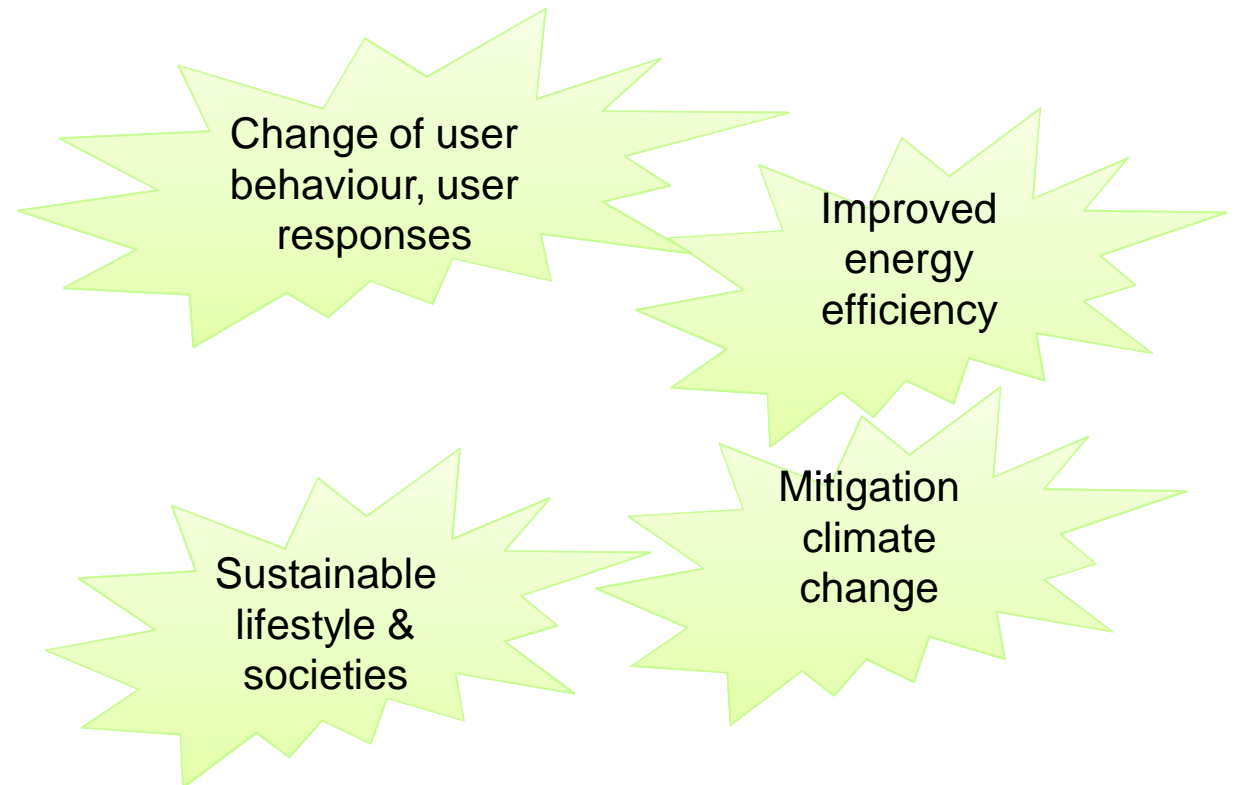 Change of user
behaviour, user
responses
Improved
energy
efficiency
Mitigation
climate
change
Sustainable
lifestyle &
societies